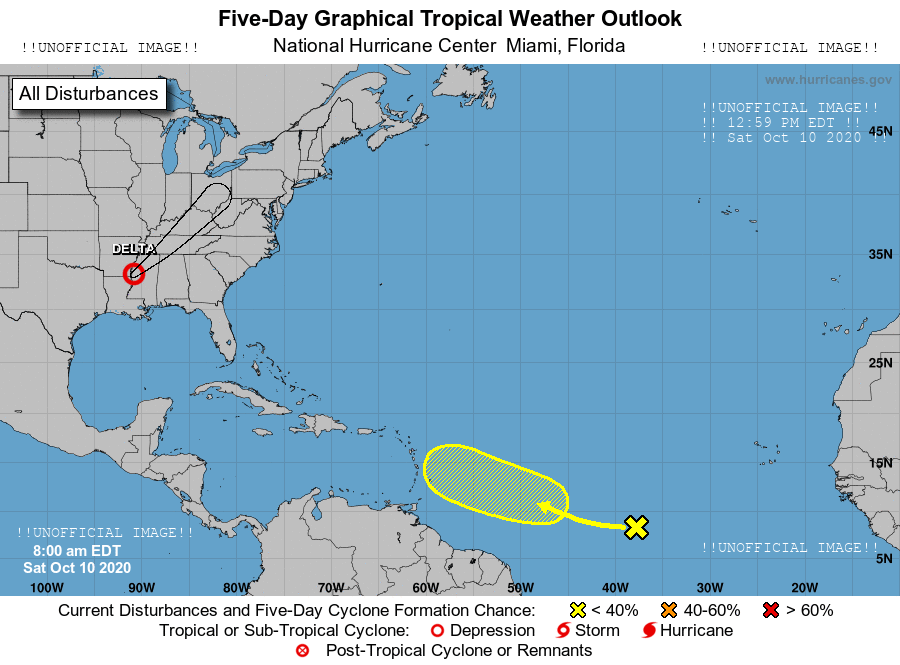 Five-Day Graphical Tropical Weather Outlook
!!UNOFFICIAL IMAGE!! National Hurricane Center Miami, Florida !!UNOFFICIAL IMAGE!!
www.hurricanes.gov
All Disturbances
!!UNOFFICIAL IMAGE!!
!! 12:59 PM EDT !!
!! Sat Oct 10 2020 !!
45N
DELTA
35N
25N
15N
!!UNOFFICIAL IMAGE!!
8:00 am EDT
Sat Oct 10 2020
!!UNOFFICIAL IMAGE!!
5N
100W 90W 80W 70W 60W 50W 40W 30W 20W
Current Disturbances and Five-Day Cyclone Formation Chance: < 40% 40-60% > 60%
Tropical or Sub-Tropical Cyclone: Depression Storm Hurricane
Post-Tropical Cyclone or Remnants